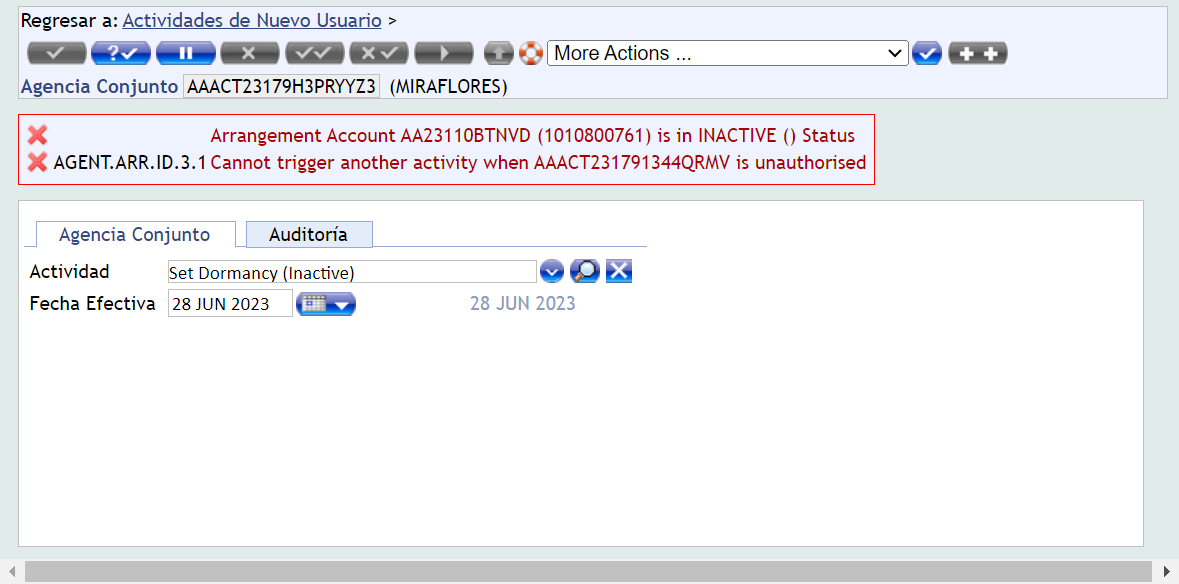 Regresar a: Actividades de Nuevo Usuario >
More Actions ...
Agencia Conjunto AAACT23179H3PRYYZ3 (MIRAFLORES)
Arrangement Account AA23110BTNVD (1010800761) is in INACTIVE () Status
AGENT.ARR.ID.3.1 Cannot trigger another activity when AAACT231791344QRMV is unauthorised
Agencia Conjunto Auditoría
Actividad Set Dormancy (Inactive)
Fecha Efectiva 28 JUN 2023 28 JUN 2023